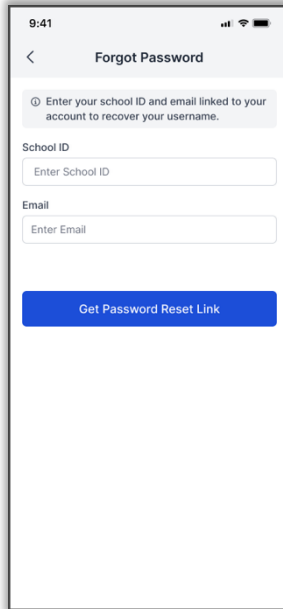 9:41
Forgot Password
Enter your school ID and email linked to your
account to recover your username.
School ID
Enter School ID
Email
Enter Email
Get Password Reset Link